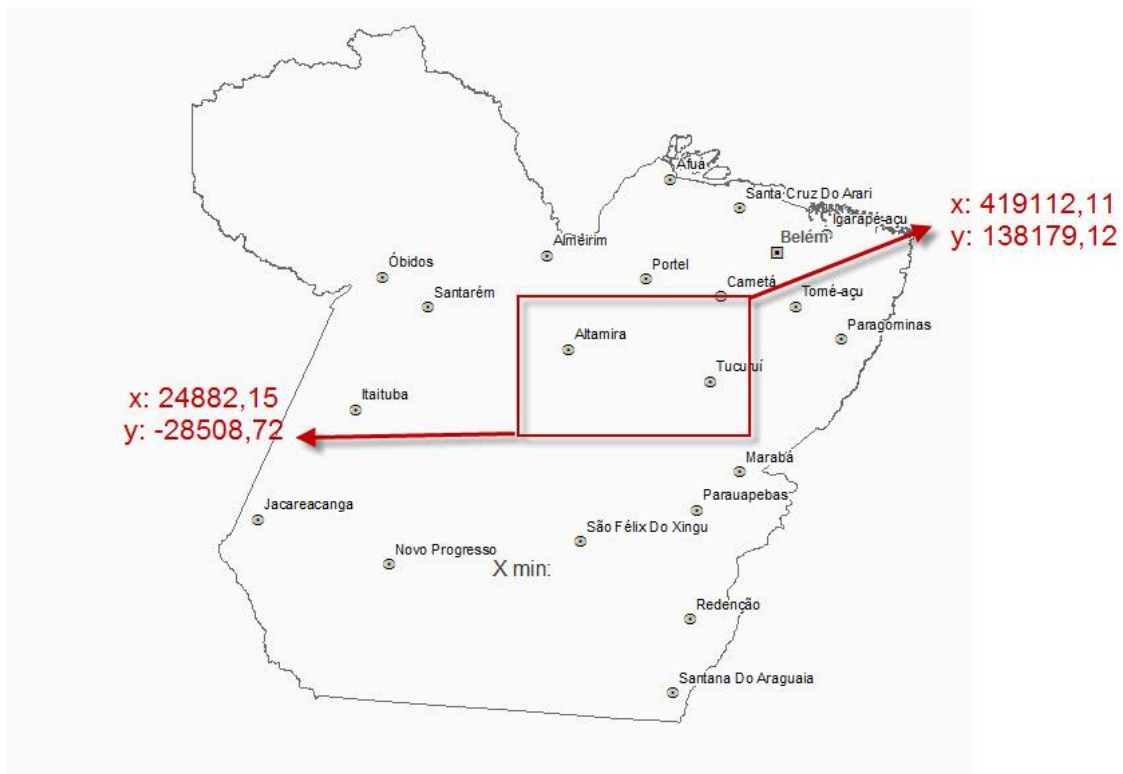 Afuá
Santa Cruz Do Arari
x: 419112,11
Igarapé-açu
y: 138179,12
Belém
Almeirim
Óbidos
Portel
Santarém
Cametá
Tomé-açu
Altamira
Paragominas
Tucuruí
Itaituba
x: 24882,15
y: -28508,72
Marabá
Parauapebas
Jacareacanga
São Félix Do Xingu
Novo Progresso
X min:
Redenção
Santana Do Araguaia